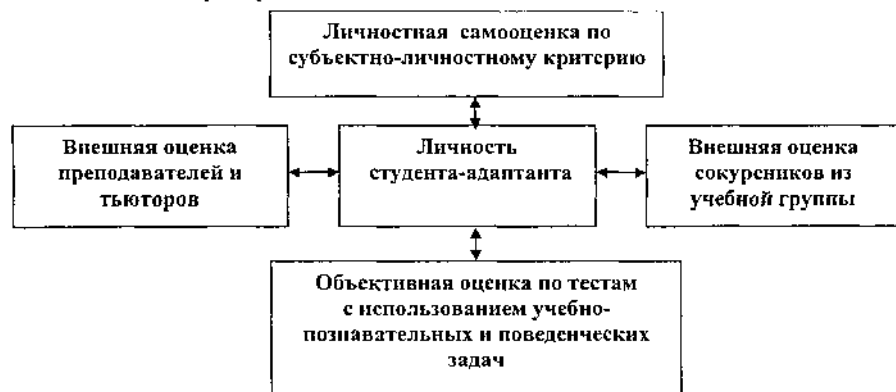 Личностная самооценка по
субъектно-личностному критерию
Внешняя оценка
преподавателей и
тьюторов
Личность
студента-адаптанта
Внешняя оценка
сокурсников из
учебной группы
Объективная оценка по тестам
с использованием учебно-
познавательных и поведенческих
задач